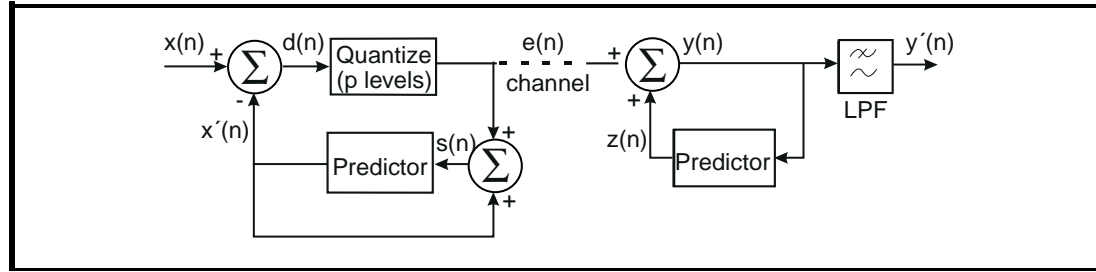 x(n)
+
Σ
-
d(n)
Quantize
(p levels)
e(n)
channel
+
Σ
+
y(n)
y´(n)
LPF
x´(n)
Predictor
s(n)
+
Σ
+
z(n)
Predictor